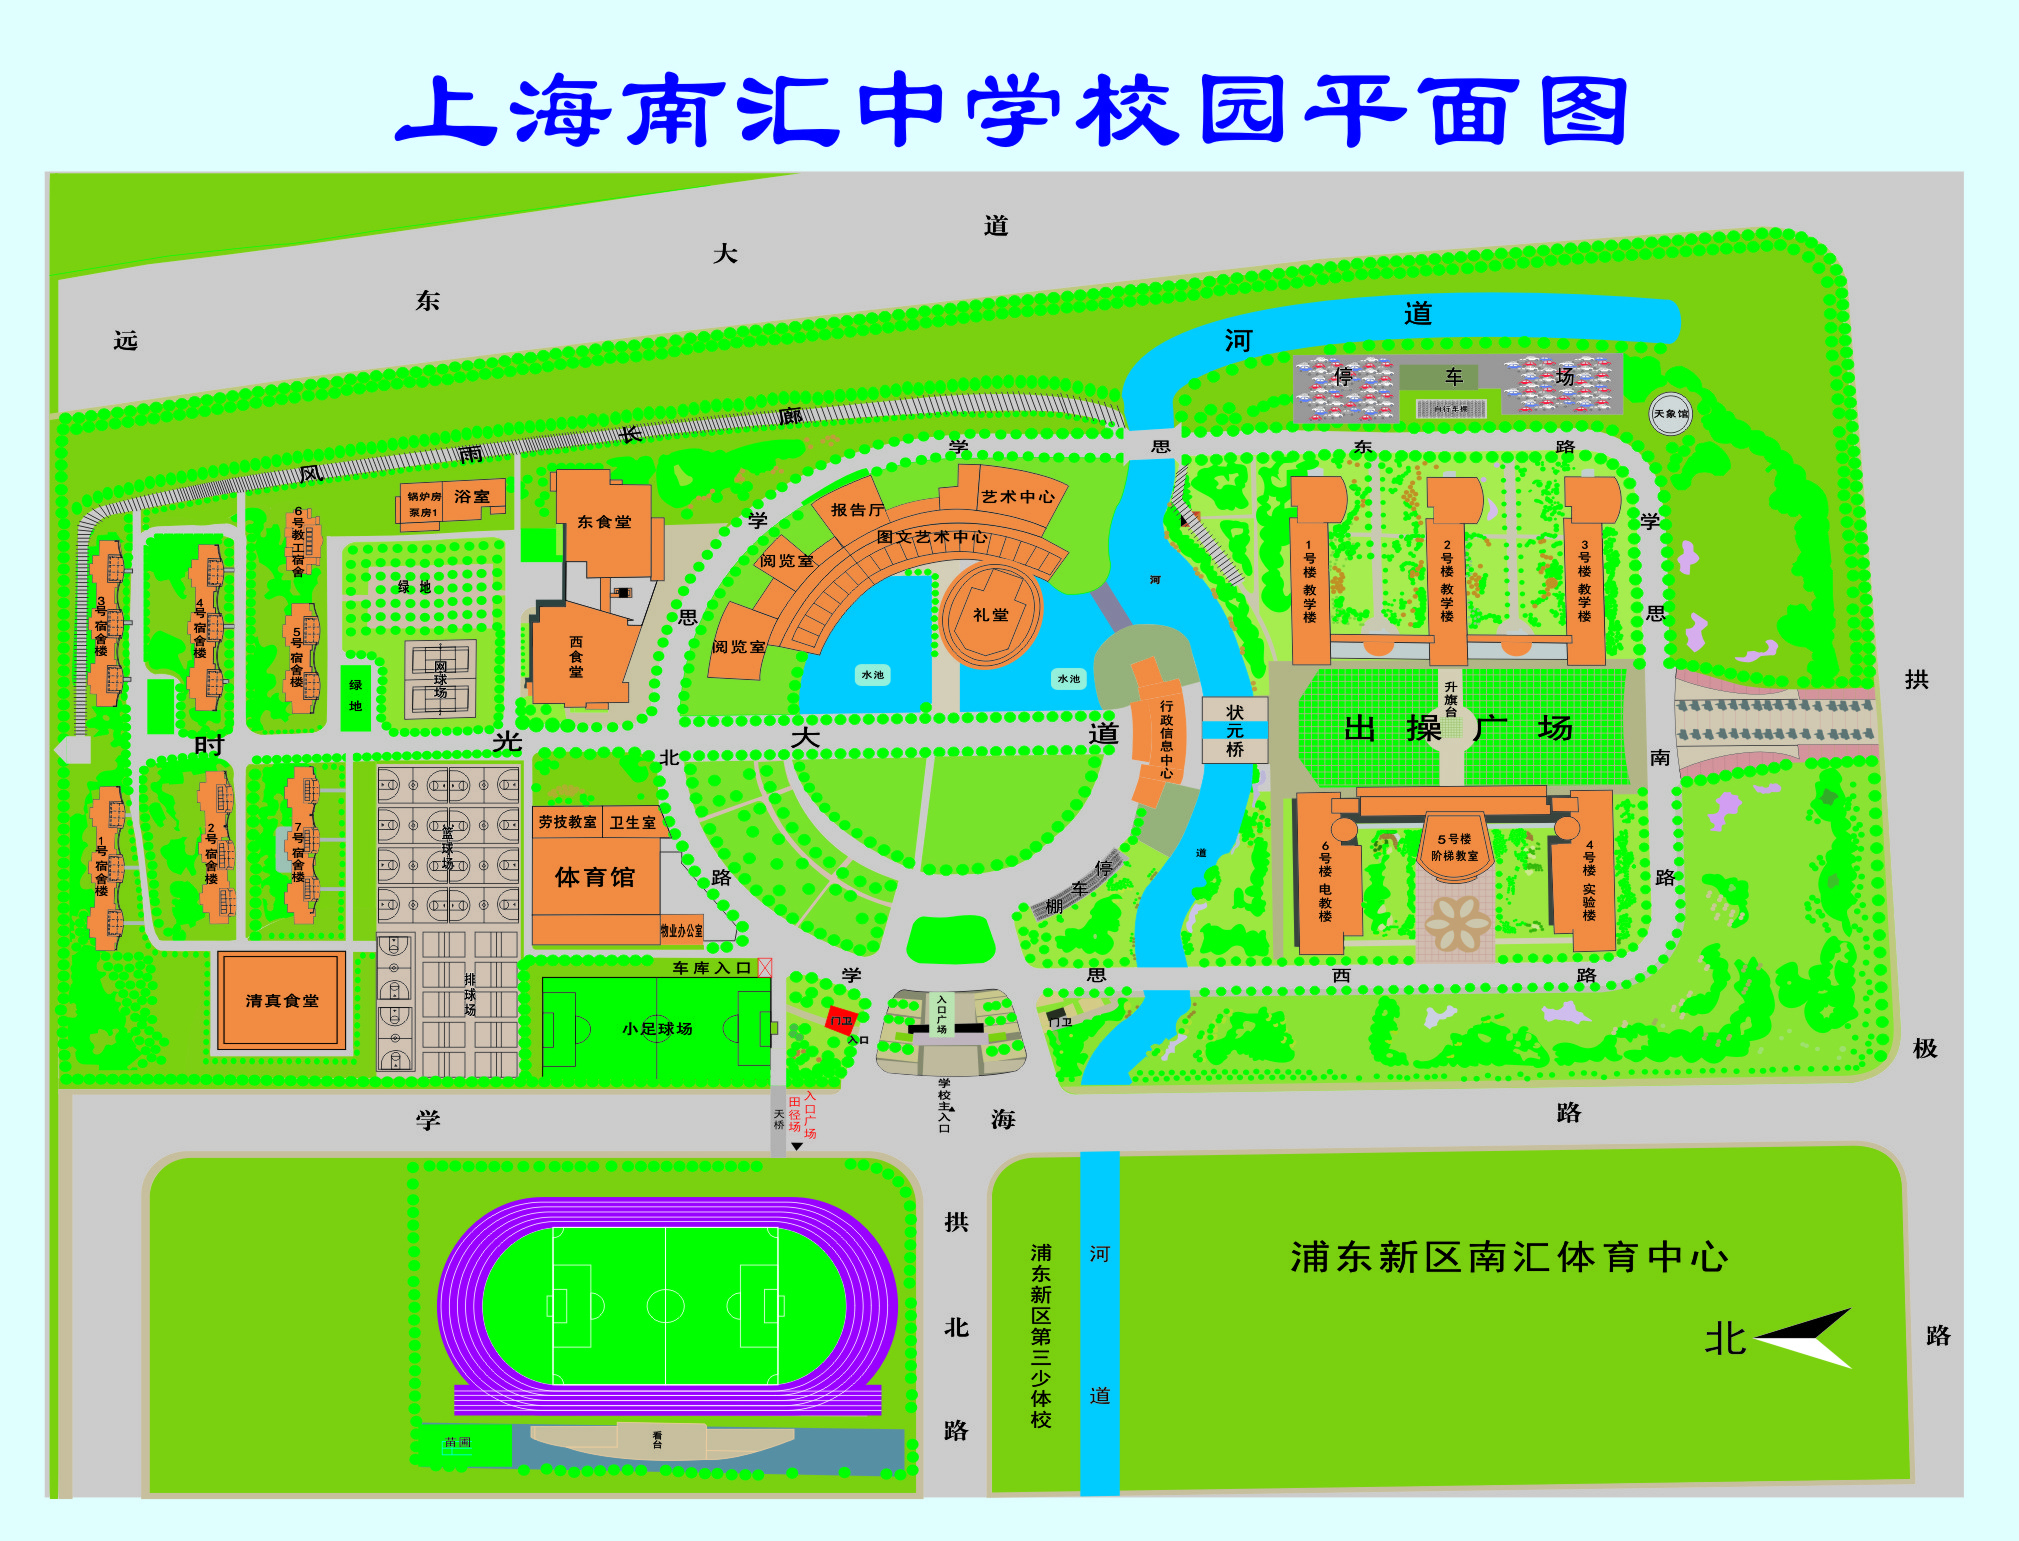 上海南汇中学校园平面图
远东大道
河道
停车场
自行车棚
天象馆
风雨长廊
学思东路
锅炉房
泵房1
浴室
东食堂
西食堂
报告厅
艺术中心
图文艺术中心
阅览室
阅览室
礼堂
水池
水池
河道
1号楼 教学楼
2号楼 教学楼
3号楼 教学楼
学思南路
6号教工宿舍
3号宿舍楼
4号宿舍楼
5号宿舍楼
绿地
绿地
网球场
学思北路
时光大道
行政信息中心
状元桥
升旗台
出操广场
拱极路
1号宿舍楼
2号宿舍楼
7号宿舍楼
篮球场
排球场
劳技教室
卫生室
体育馆
物业办公室
停车棚
6号楼 电教楼
5号楼
阶梯教室
4号楼 实验楼
清真食堂
车库入口
小足球场
学思西路
门卫
入口
入口广场
门卫
学校主入口
天桥
田径场
入口广场
学海路
拱北路
浦东新区第三少体校
河道
浦东新区南汇体育中心
北
苗圃
看台